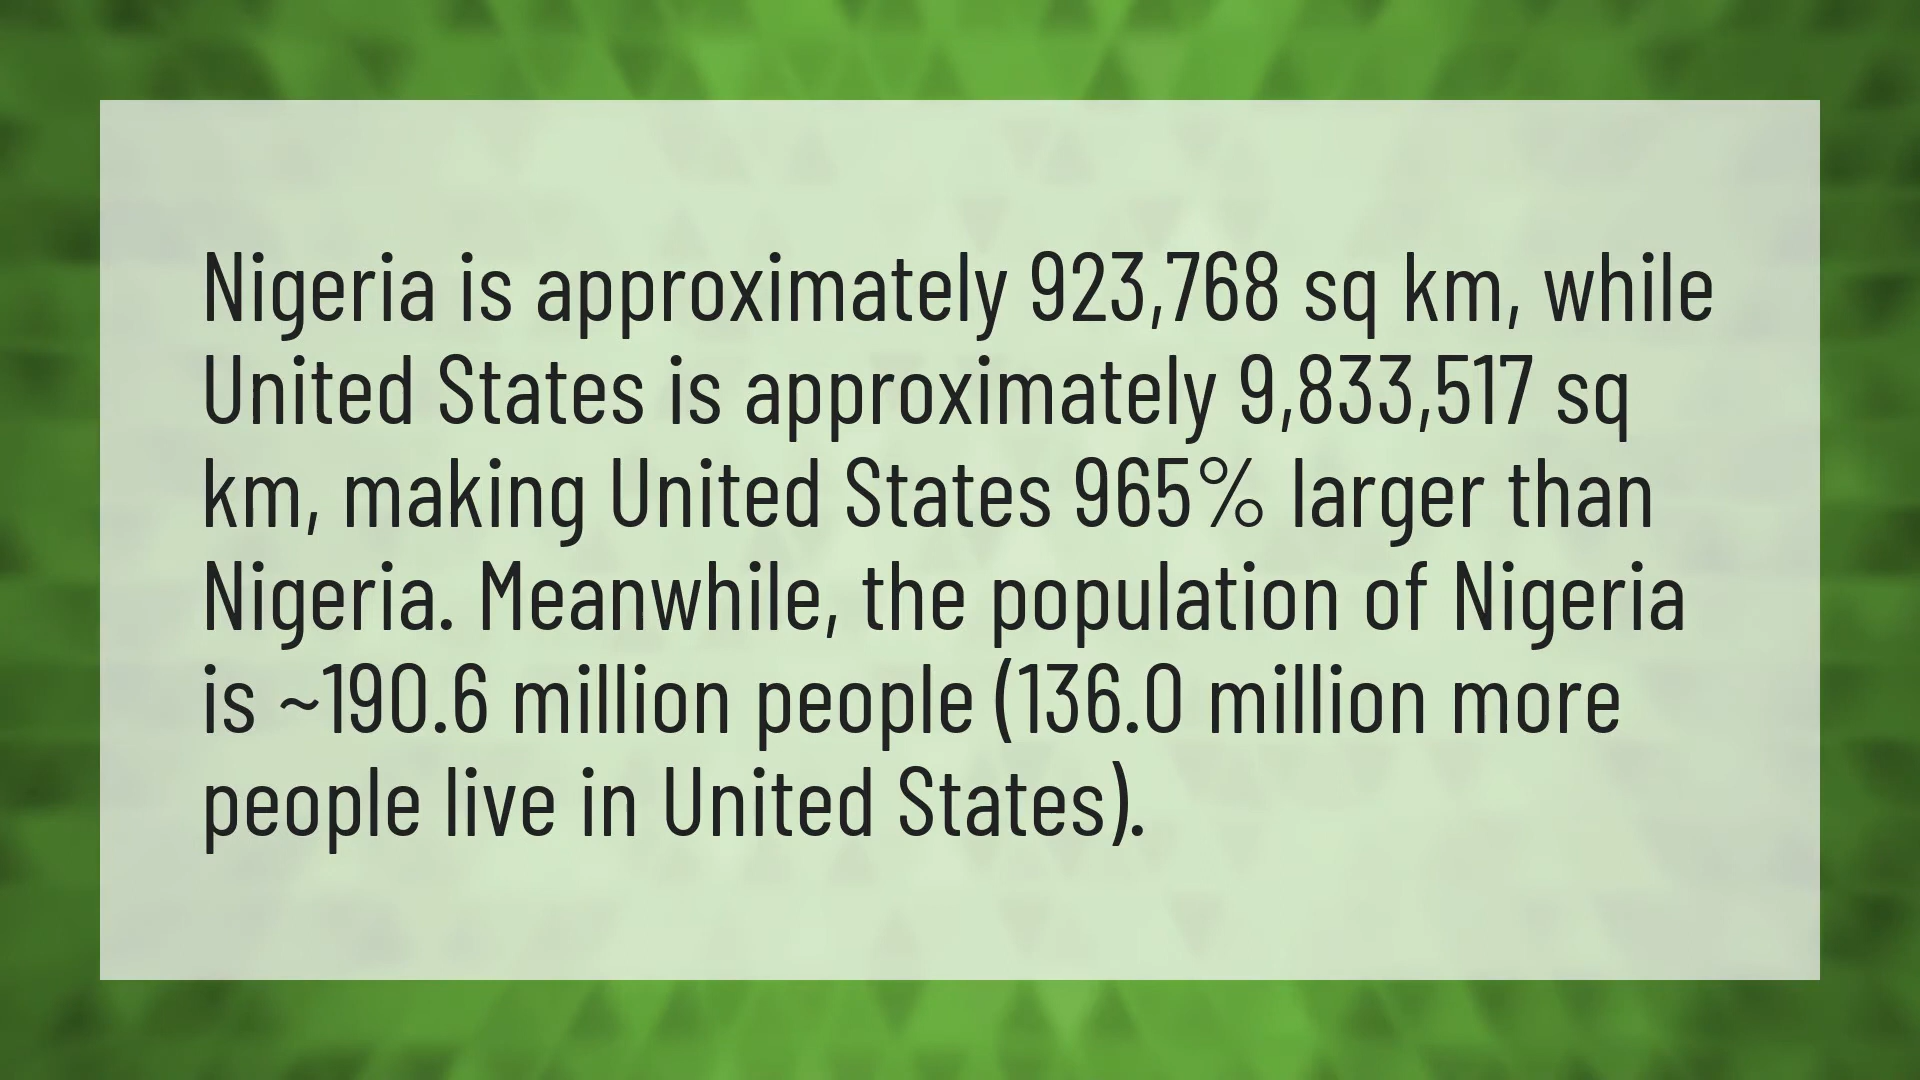 Nigeria is approximately 923,768 sq km, while
United States is approximately 9,833,517 sq
km, making United States 965% larger than
Nigeria. Meanwhile, the population of Nigeria
is ~190.6 million people (136.0 million more
people live in United States).